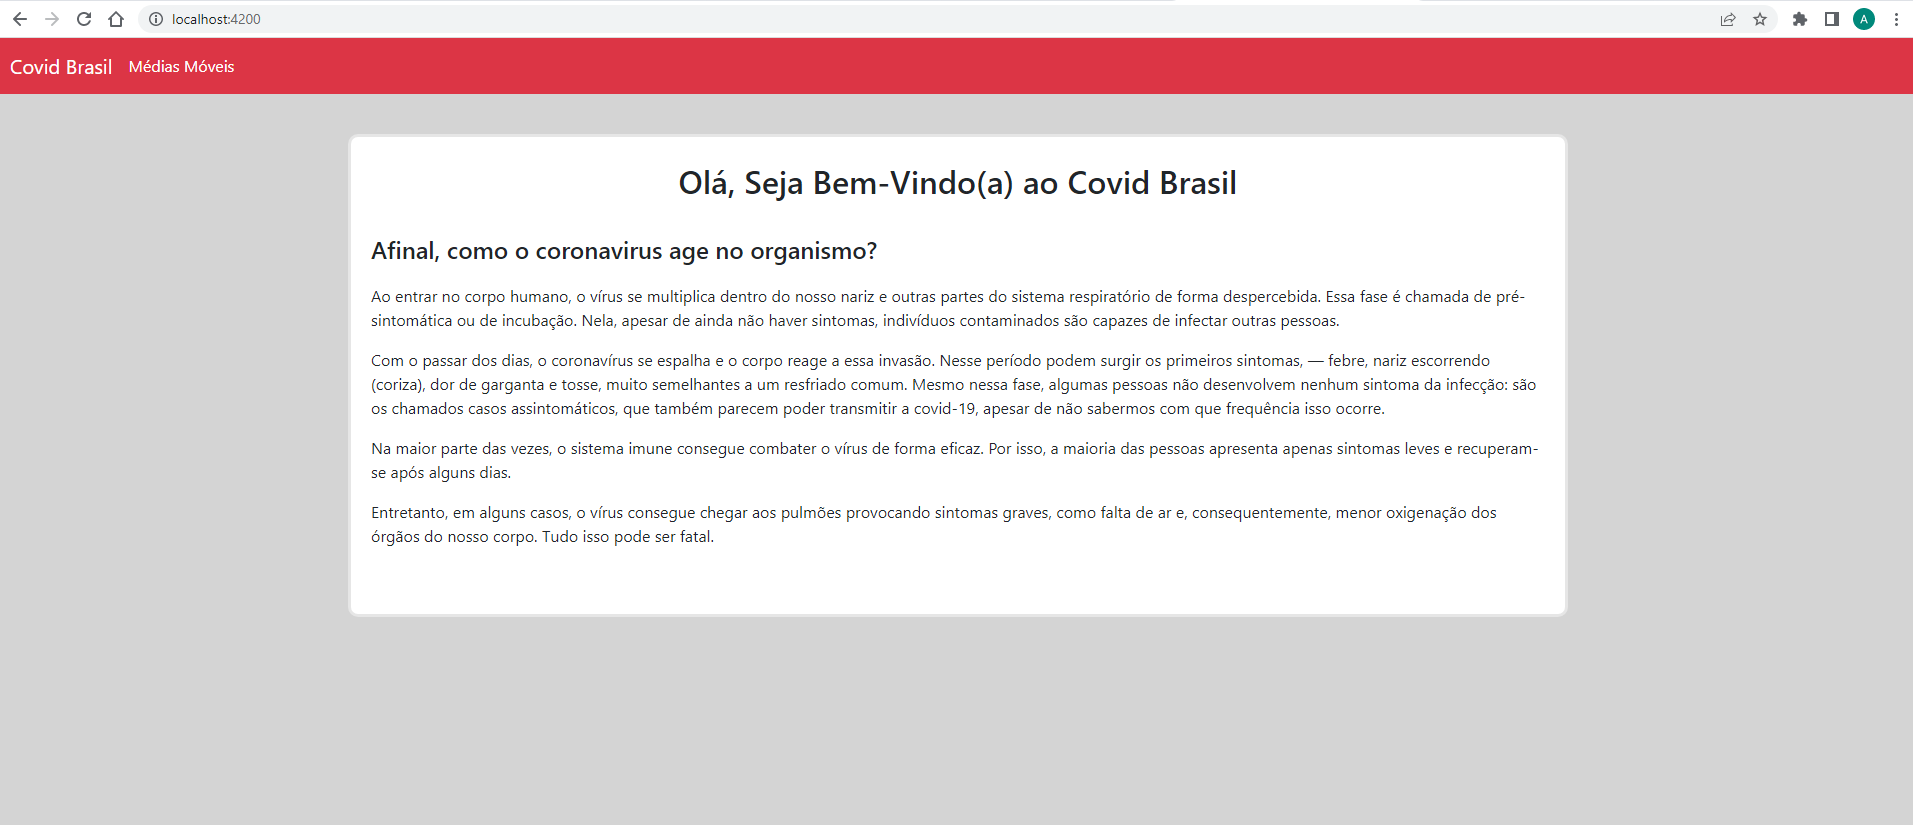 localhost:4200
A
Covid Brasil Médias Móveis
Olá, Seja Bem-Vindo(a) ao Covid Brasil
Afinal, como o coronavirus age no organismo?
Ao entrar no corpo humano, o vírus se multiplica dentro do nosso nariz e outras partes do sistema respiratório de forma despercebida. Essa fase é chamada de pré-
sintomática ou de incubação. Nela, apesar de ainda não haver sintomas, indivíduos contaminados são capazes de infectar outras pessoas.
Com o passar dos dias, o coronavírus se espalha e o corpo reage a essa invasão. Nesse período podem surgir os primeiros sintomas, — febre, nariz escorrendo
(coriza), dor de garganta e tosse, muito semelhantes a um resfriado comum. Mesmo nessa fase, algumas pessoas não desenvolvem nenhum sintoma da infecção: são
os chamados casos assintomáticos, que também parecem poder transmitir a covid-19, apesar de não sabermos com que frequência isso ocorre.
Na maior parte das vezes, o sistema imune consegue combater o vírus de forma eficaz. Por isso, a maioria das pessoas apresenta apenas sintomas leves e recuperam-
se após alguns dias.
Entretanto, em alguns casos, o vírus consegue chegar aos pulmões provocando sintomas graves, como falta de ar e, consequentemente, menor oxigenação dos
órgãos do nosso corpo. Tudo isso pode ser fatal.